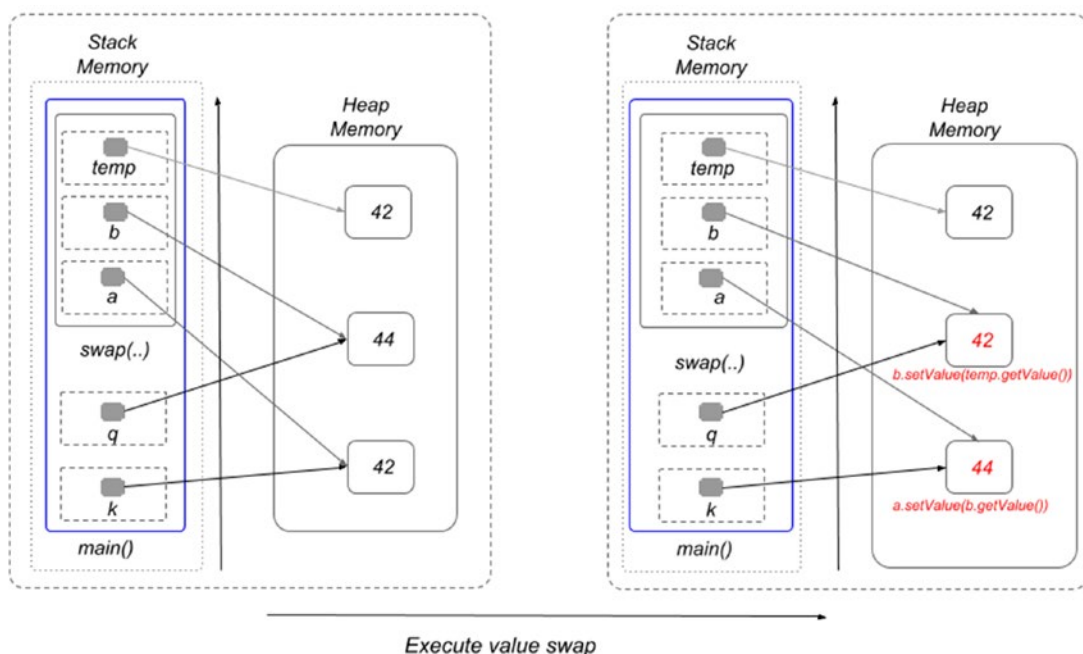 Stack
Memory
Heap
Memory
temp
42
b
a
44
swap(..)
q
42
k
main()
Stack
Memory
Heap
Memory
temp
42
b
a
42
b.setValue(temp.getValue())
swap(..)
q
44
k
a.setValue(b.getValue())
main()
Execute value swap